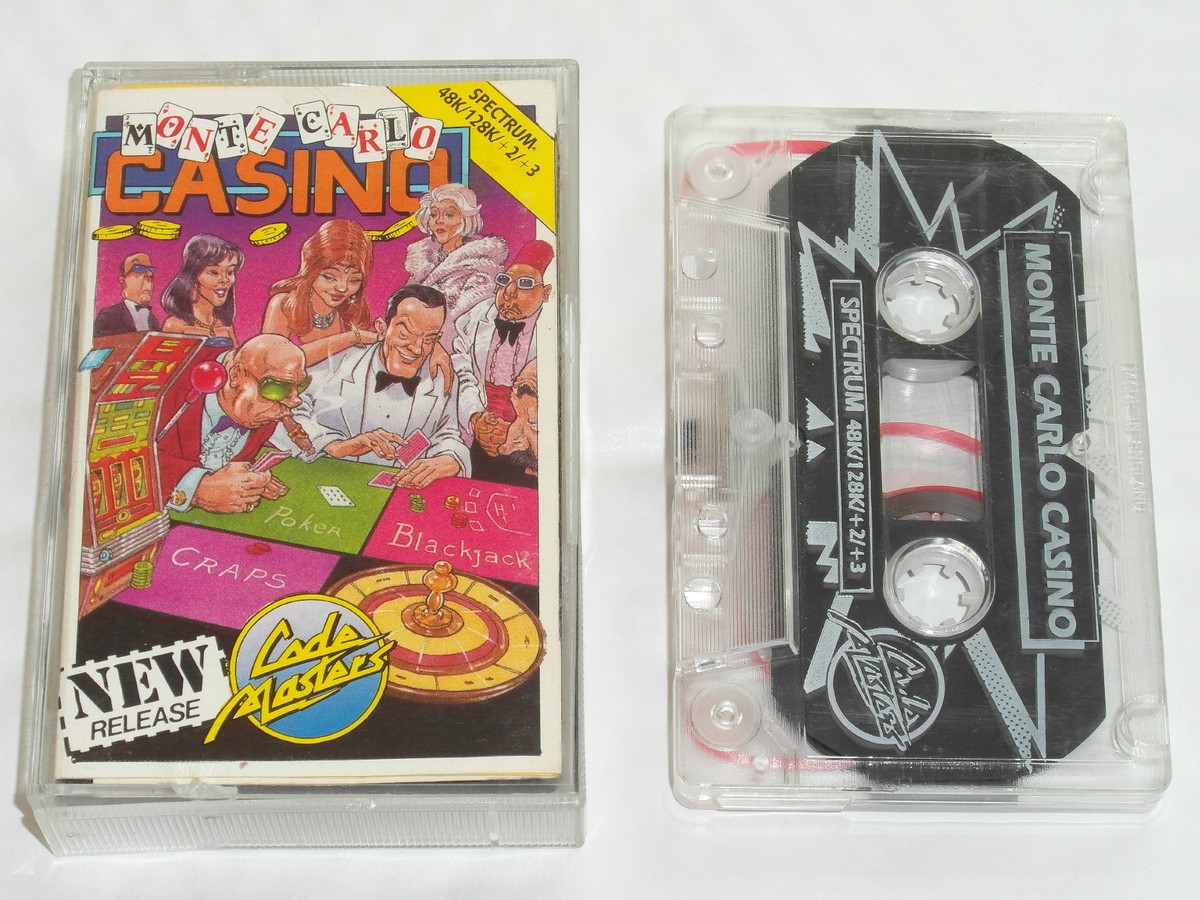 MONTE CARLO
CASINO
SPECTRUM
48K/128K/+2/+3
POKER
Blackjack
CRAPS
NEW
RELEASE
Code
Masters
MONTE CARLO CASINO
SPECTRUM 48K/128K/+2/+3
Code
Masters